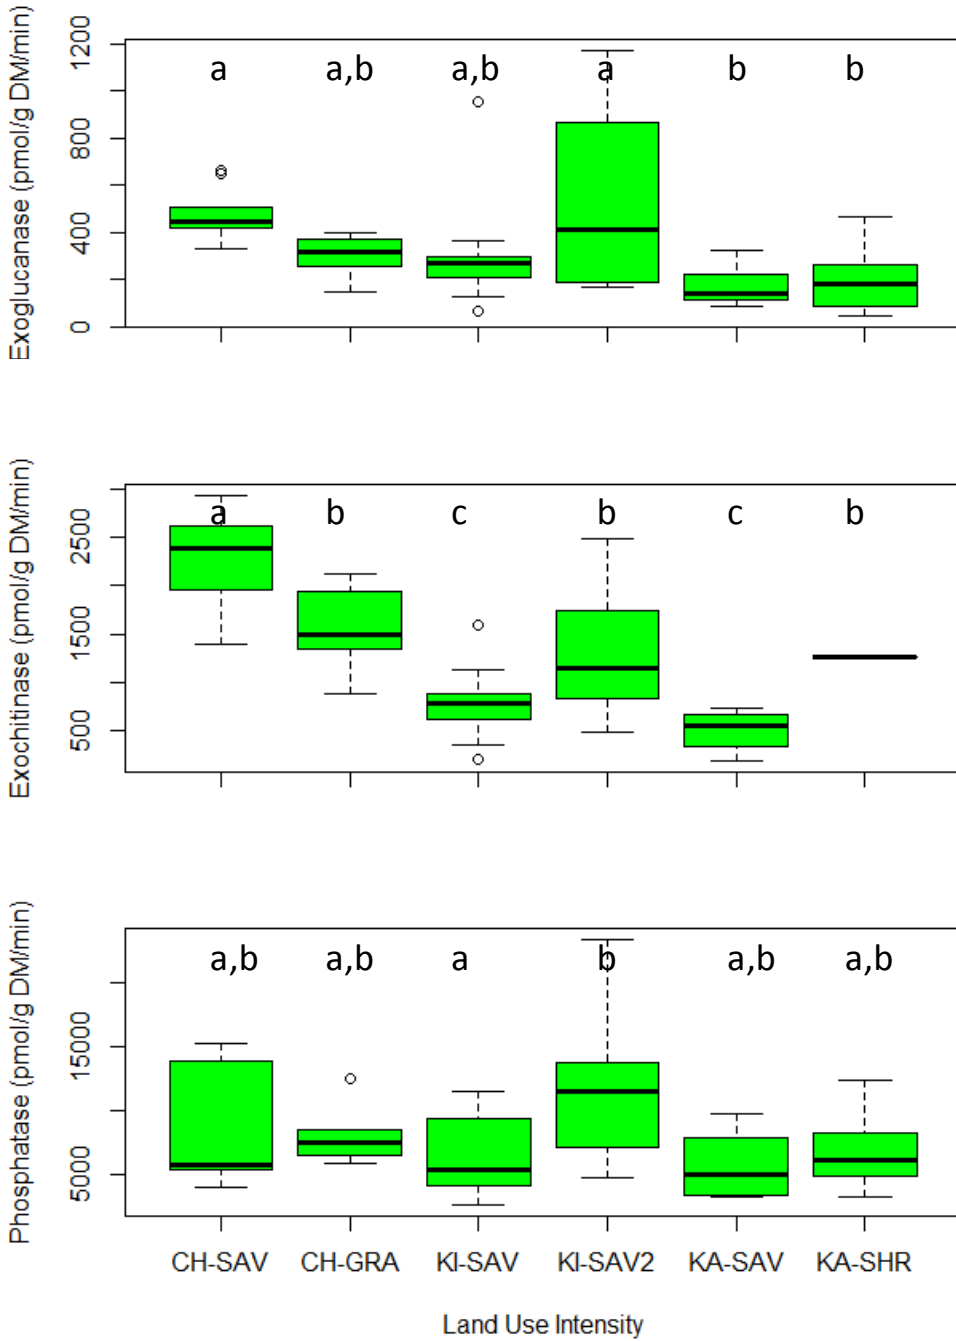 Exoglucanase (pmol/g DM/min)
0 400 800 1200
a a,b a,b a b b
Exochitinase (pmol/g DM/min)
500 1500 2500
a b c b c b
Phosphatase (pmol/g DM/min)
5000 15000
a,b a,b a b a,b a,b
CH-SAV CH-GRA KI-SAV KI-SAV2 KA-SAV KA-SHR
Land Use Intensity